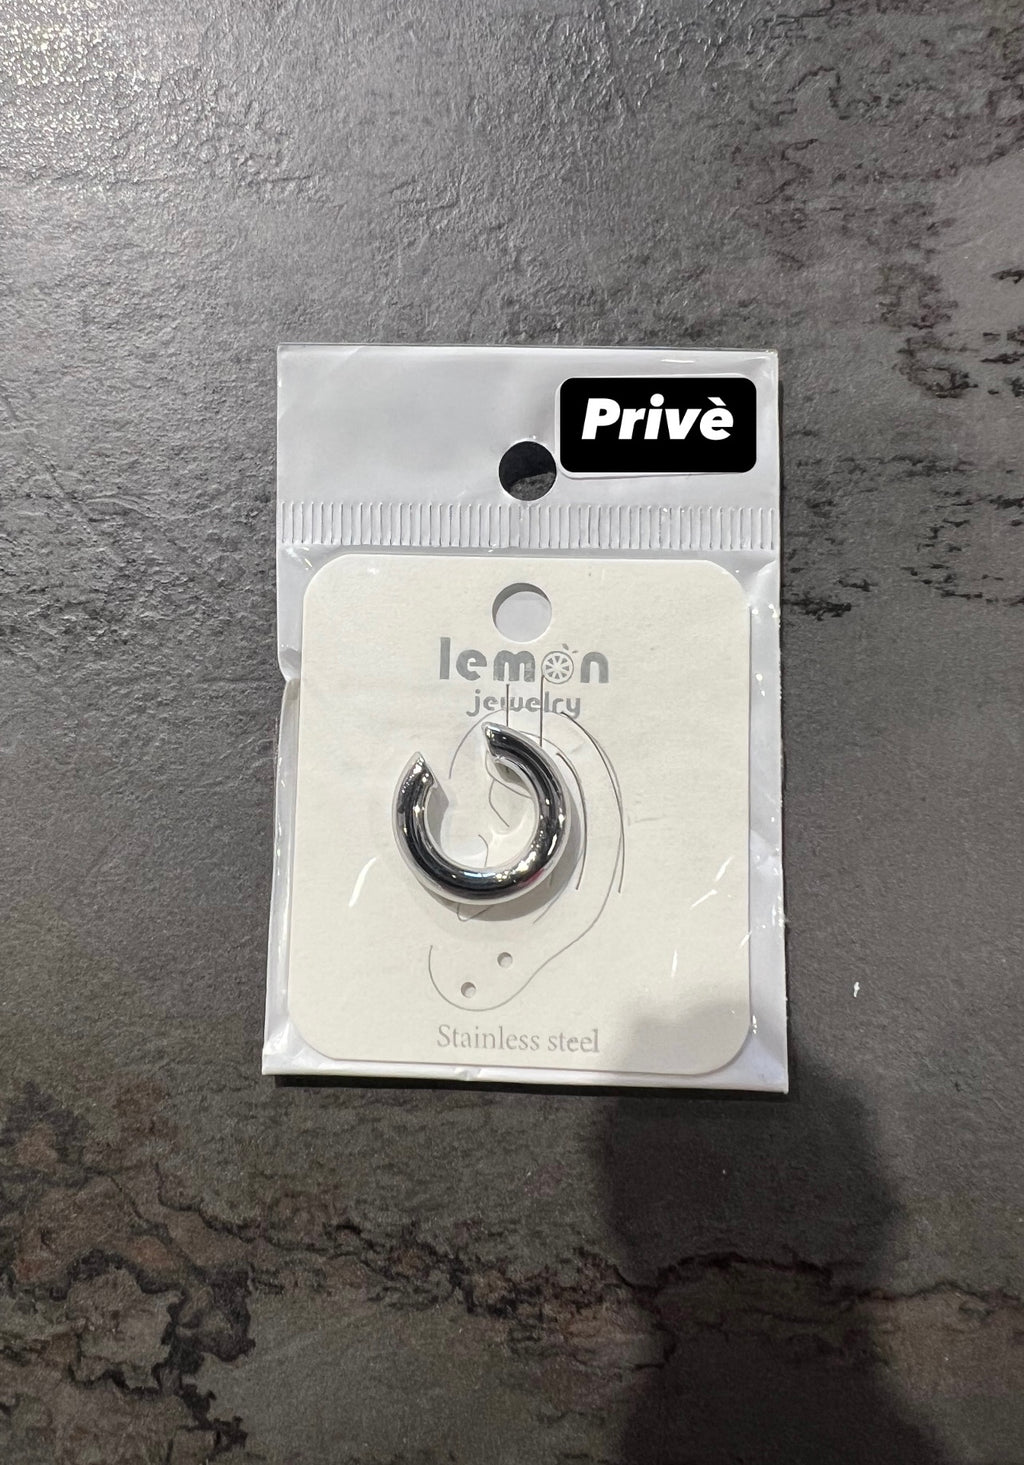 Privè
lemon
jewelry
Stainless steel